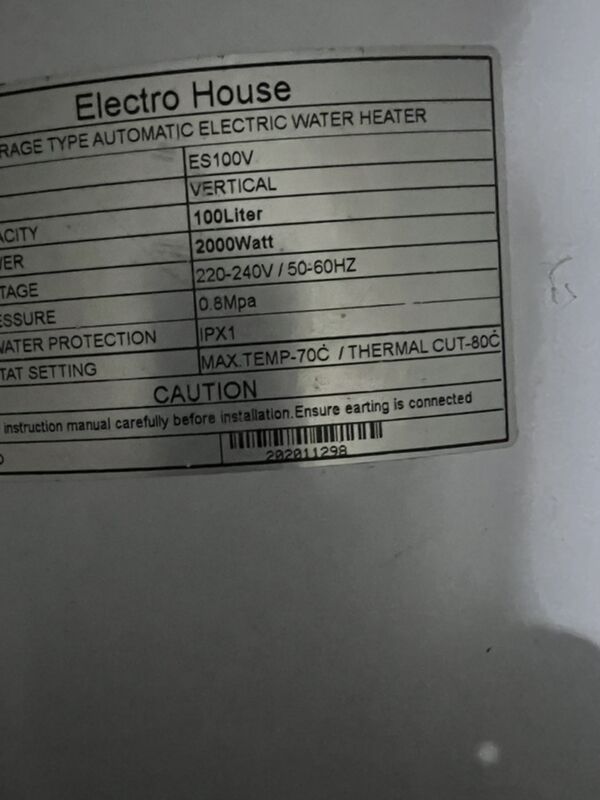 Electro House
RAGE TYPE AUTOMATIC ELECTRIC WATER HEATER
ES100V
VERTICAL
ACITY 100Liter
WER 2000Watt
TAGE 220-240V / 50-60HZ
ESSURE 0.8Mpa
WATER PROTECTION IPX1
TAT SETTING MAX.TEMP-70Ċ / THERMAL CUT-80Ċ
CAUTION
instruction manual carefully before installation.Ensure earting is connected
202011298